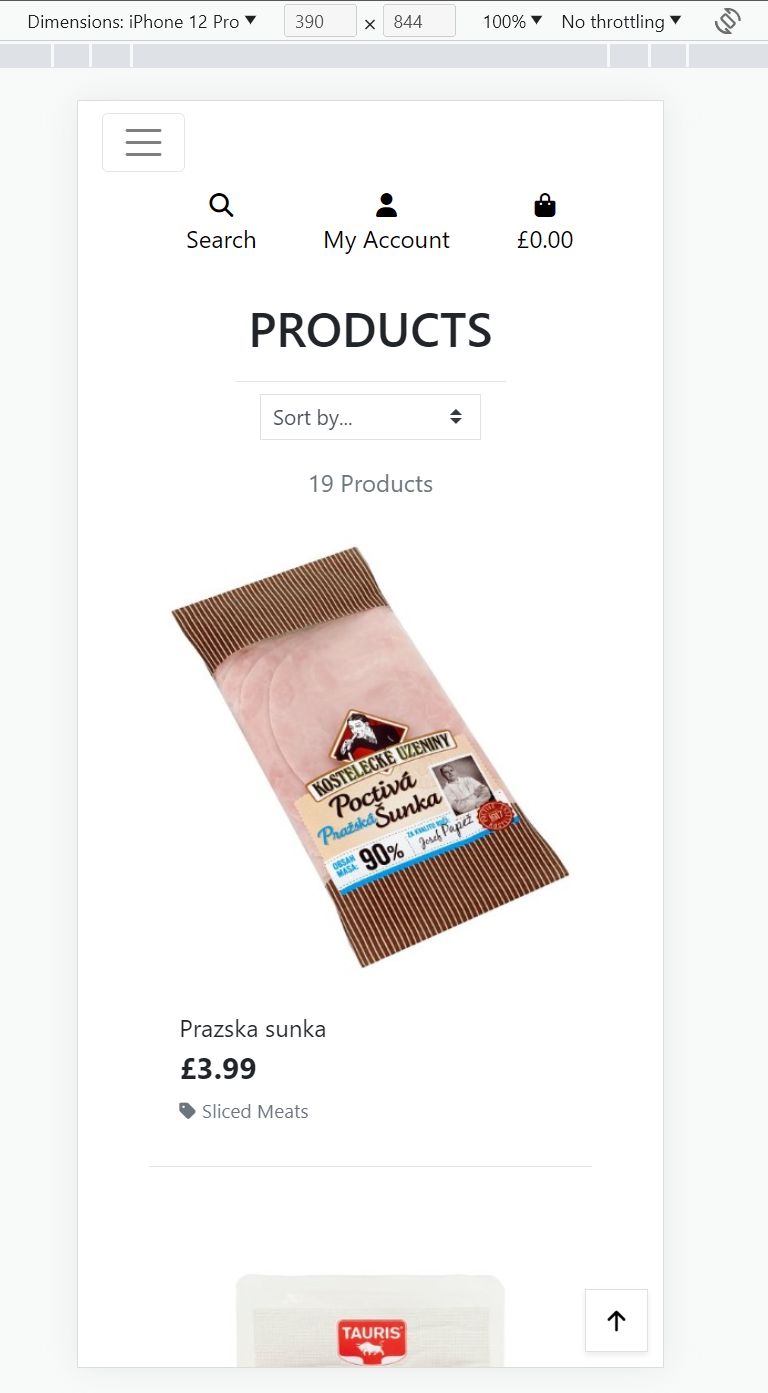 Dimensions: iPhone 12 Pro 390 × 844 100% No throttling
Search My Account £0.00
PRODUCTS
Sort by...
19 Products
KOSTELECKÉ UZENINY
Poctivá
Pražská Šunka
OBSAH MASA: 90% ZA KVALITU RUČÍ: Josef Papež
1917
Prazska sunka
£3.99
Sliced Meats
TAURIS